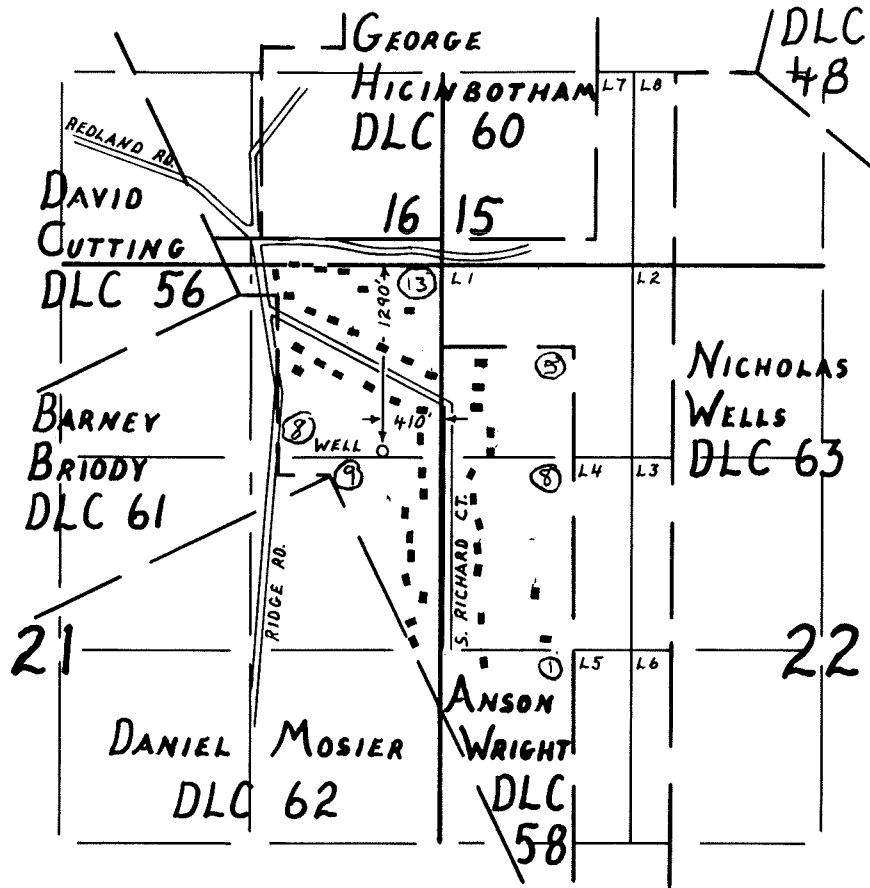 GEORGE
HICINBOTHAM
DLC 60
DLC
48
L7 L8
REDLAND RD.
DAVID
CUTTING
DLC 56
16 15
13
L1
L2
1290'
5
NICHOLAS
WELLS
DLC 63
BARNEY
BRIODY
DLC 61
8
WELL
410'
9
8
L4
L3
S. RICHARD CT.
RIDGE RD.
21
22
1
L5
L6
ANSON
WRIGHT
DLC
58
DANIEL MOSIER
DLC 62